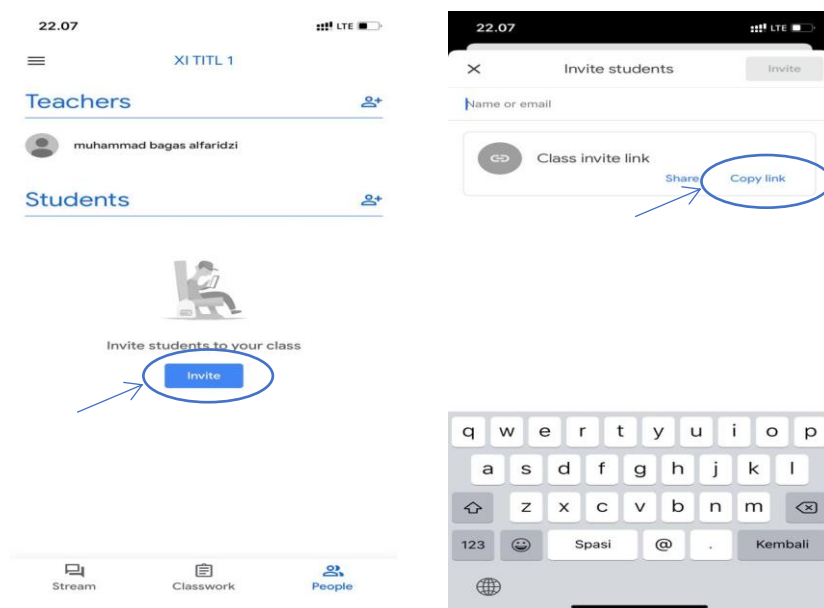 22.07
LTE
XI TITL 1
Teachers
muhammad bagas alfaridzi
Students
Invite students to your class
Invite
Stream
Classwork
People
22.07
LTE
Invite students
Invite
Name or email
Class invite link
Share
Copy link
q w e r t y u i o p
a s d f g h j k l
z x c v b n m
123
Spasi
@
.
Kembali